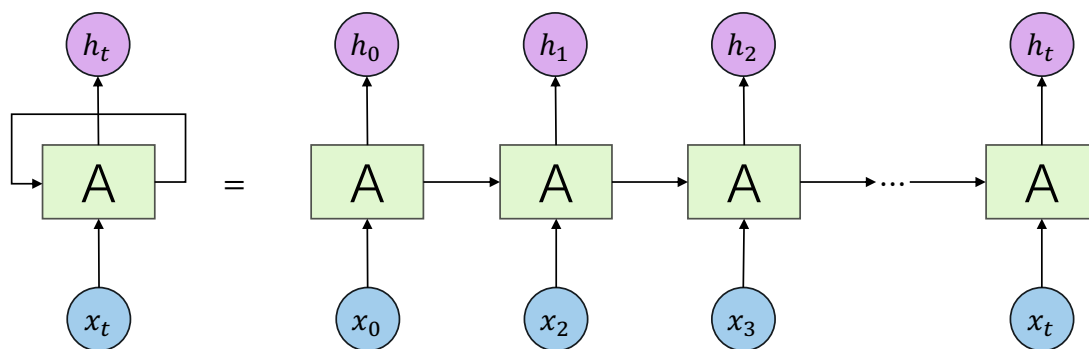 h_t h_0 h_1 h_2 h_t
A = A A A ... A
x_t x_0 x_2 x_3 x_t